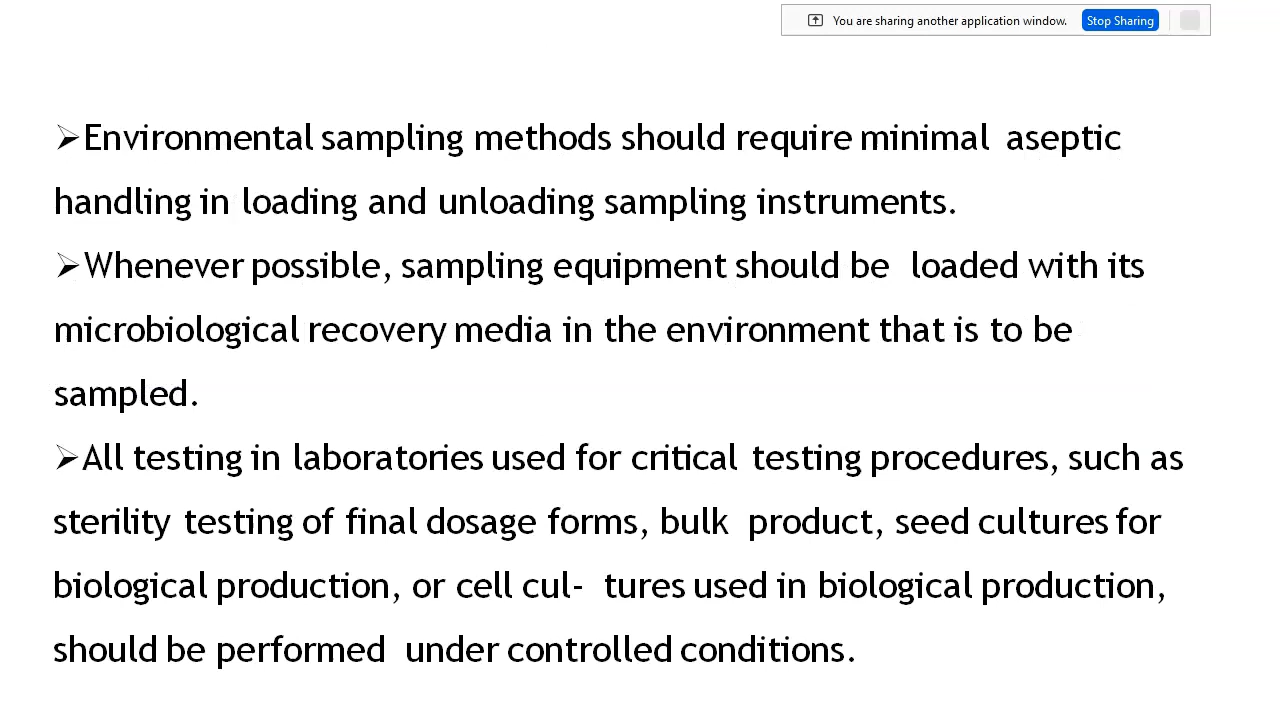 You are sharing another application window. Stop Sharing
➢Environmental sampling methods should require minimal aseptic
handling in loading and unloading sampling instruments.
➢Whenever possible, sampling equipment should be loaded with its
microbiological recovery media in the environment that is to be
sampled.
➢All testing in laboratories used for critical testing procedures, such as
sterility testing of final dosage forms, bulk product, seed cultures for
biological production, or cell cul- tures used in biological production,
should be performed under controlled conditions.